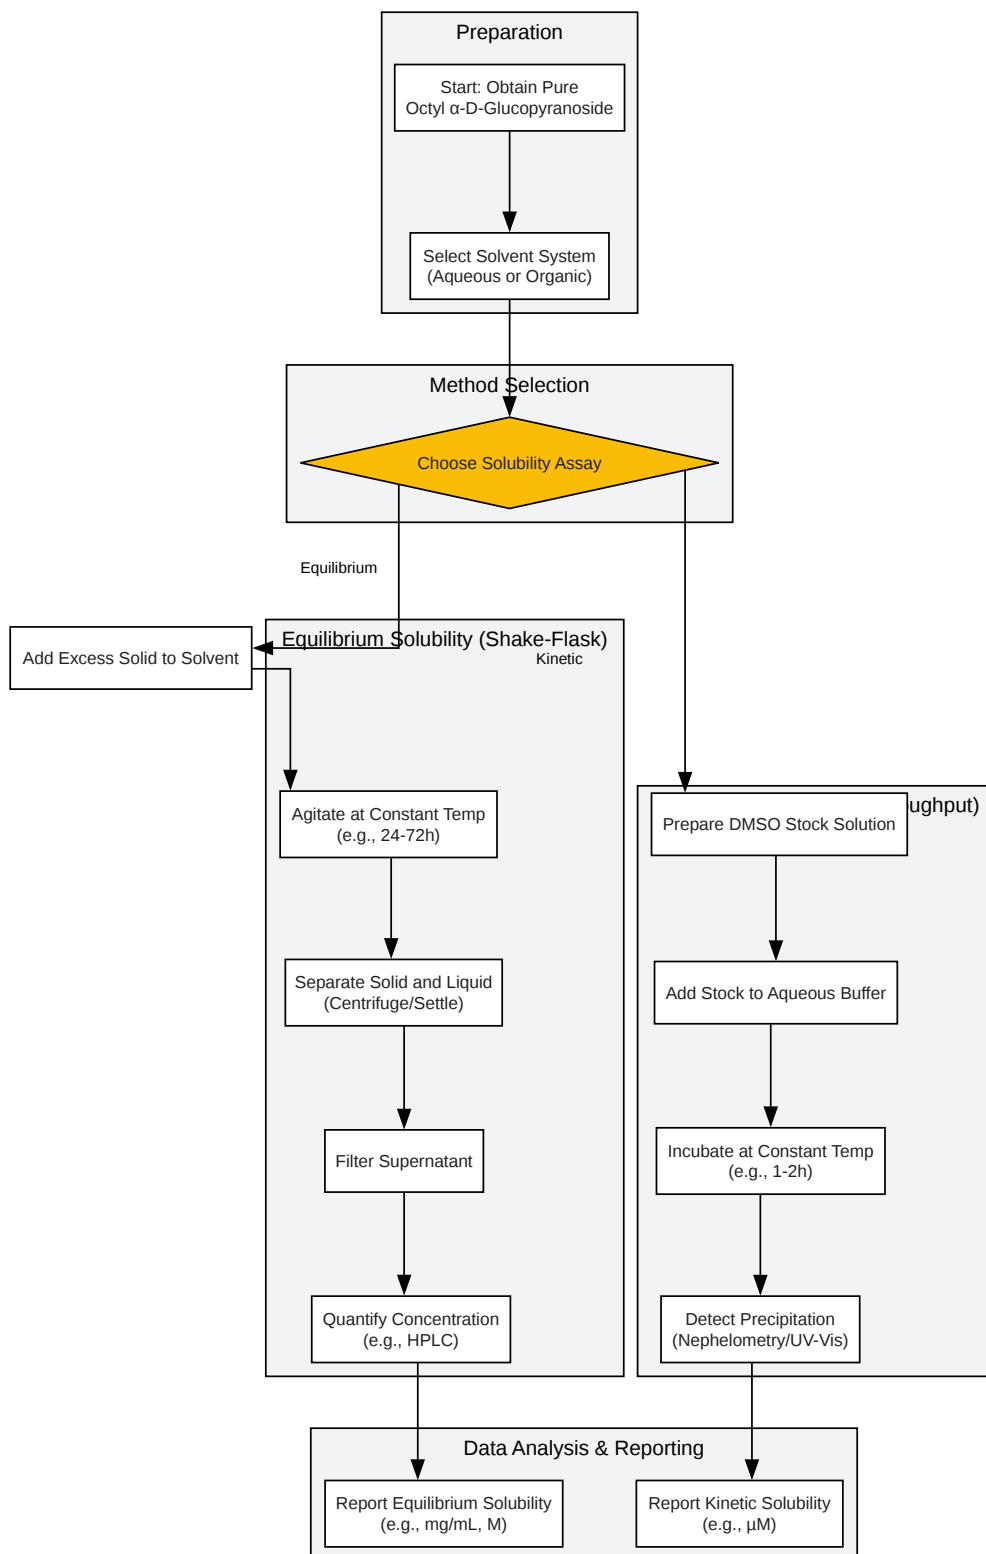 Preparation
Start: Obtain Pure
Octyl α-D-Glucopyranoside
Select Solvent System
(Aqueous or Organic)
Method Selection
Choose Solubility Assay
Equilibrium
Add Excess Solid to Solvent
Equilibrium Solubility (Shake-Flask)
Kinetic
Agitate at Constant Temp
(e.g., 24-72h)
Separate Solid and Liquid
(Centrifuge/Settle)
Filter Supernatant
Quantify Concentration
(e.g., HPLC)
Prepare DMSO Stock Solution
Add Stock to Aqueous Buffer
Incubate at Constant Temp
(e.g., 1-2h)
Detect Precipitation
(Nephelometry/UV-Vis)
Data Analysis & Reporting
Report Equilibrium Solubility
(e.g., mg/mL, M)
Report Kinetic Solubility
(e.g., µM)